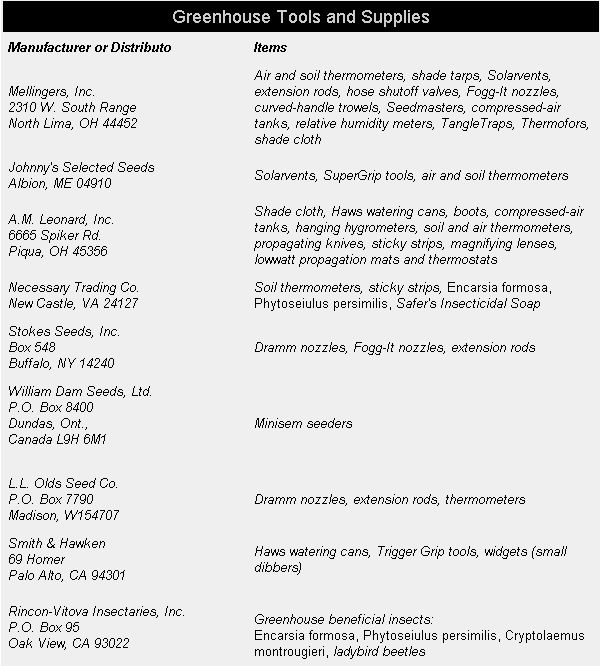 Greenhouse Tools and Supplies
Manufacturer or Distributo
Items
Mellingers, Inc.
2310 W. South Range
North Lima, OH 44452
Air and soil thermometers, shade tarps, Solarvents,
extension rods, hose shutoff valves, Fogg-It nozzles,
curved-handle trowels, Seedmasters, compressed-air
tanks, relative humidity meters, TangleTraps, Thermofors,
shade cloth
Johnny's Selected Seeds
Albion, ME 04910
Solarvents, SuperGrip tools, air and soil thermometers
A.M. Leonard, Inc.
6665 Spiker Rd.
Piqua, OH 45356
Shade cloth, Haws watering cans, boots, compressed-air
tanks, hanging hygrometers, soil and air thermometers,
propagating knives, sticky strips, magnifying lenses,
lowwatt propagation mats and thermostats
Necessary Trading Co.
New Castle, VA 24127
Soil thermometers, sticky strips, Encarsia formosa,
Phytoseiulus persimilis, Safer's Insecticidal Soap
Stokes Seeds, Inc.
Box 548
Buffalo, NY 14240
Dramm nozzles, Fogg-It nozzles, extension rods
William Dam Seeds, Ltd.
P.O. Box 8400
Dundas, Ont.,
Canada L9H 6M1
Minisem seeders
L.L. Olds Seed Co.
P.O. Box 7790
Madison, W154707
Dramm nozzles, extension rods, thermometers
Smith & Hawken
69 Homer
Palo Alto, CA 94301
Haws watering cans, Trigger Grip tools, widgets (small
dibbers)
Rincon-Vitova Insectaries, Inc.
P.O. Box 95
Oak View, CA 93022
Greenhouse beneficial insects:
Encarsia formosa, Phytoseiulus persimilis, Cryptolaemus
montrougieri, ladybird beetles